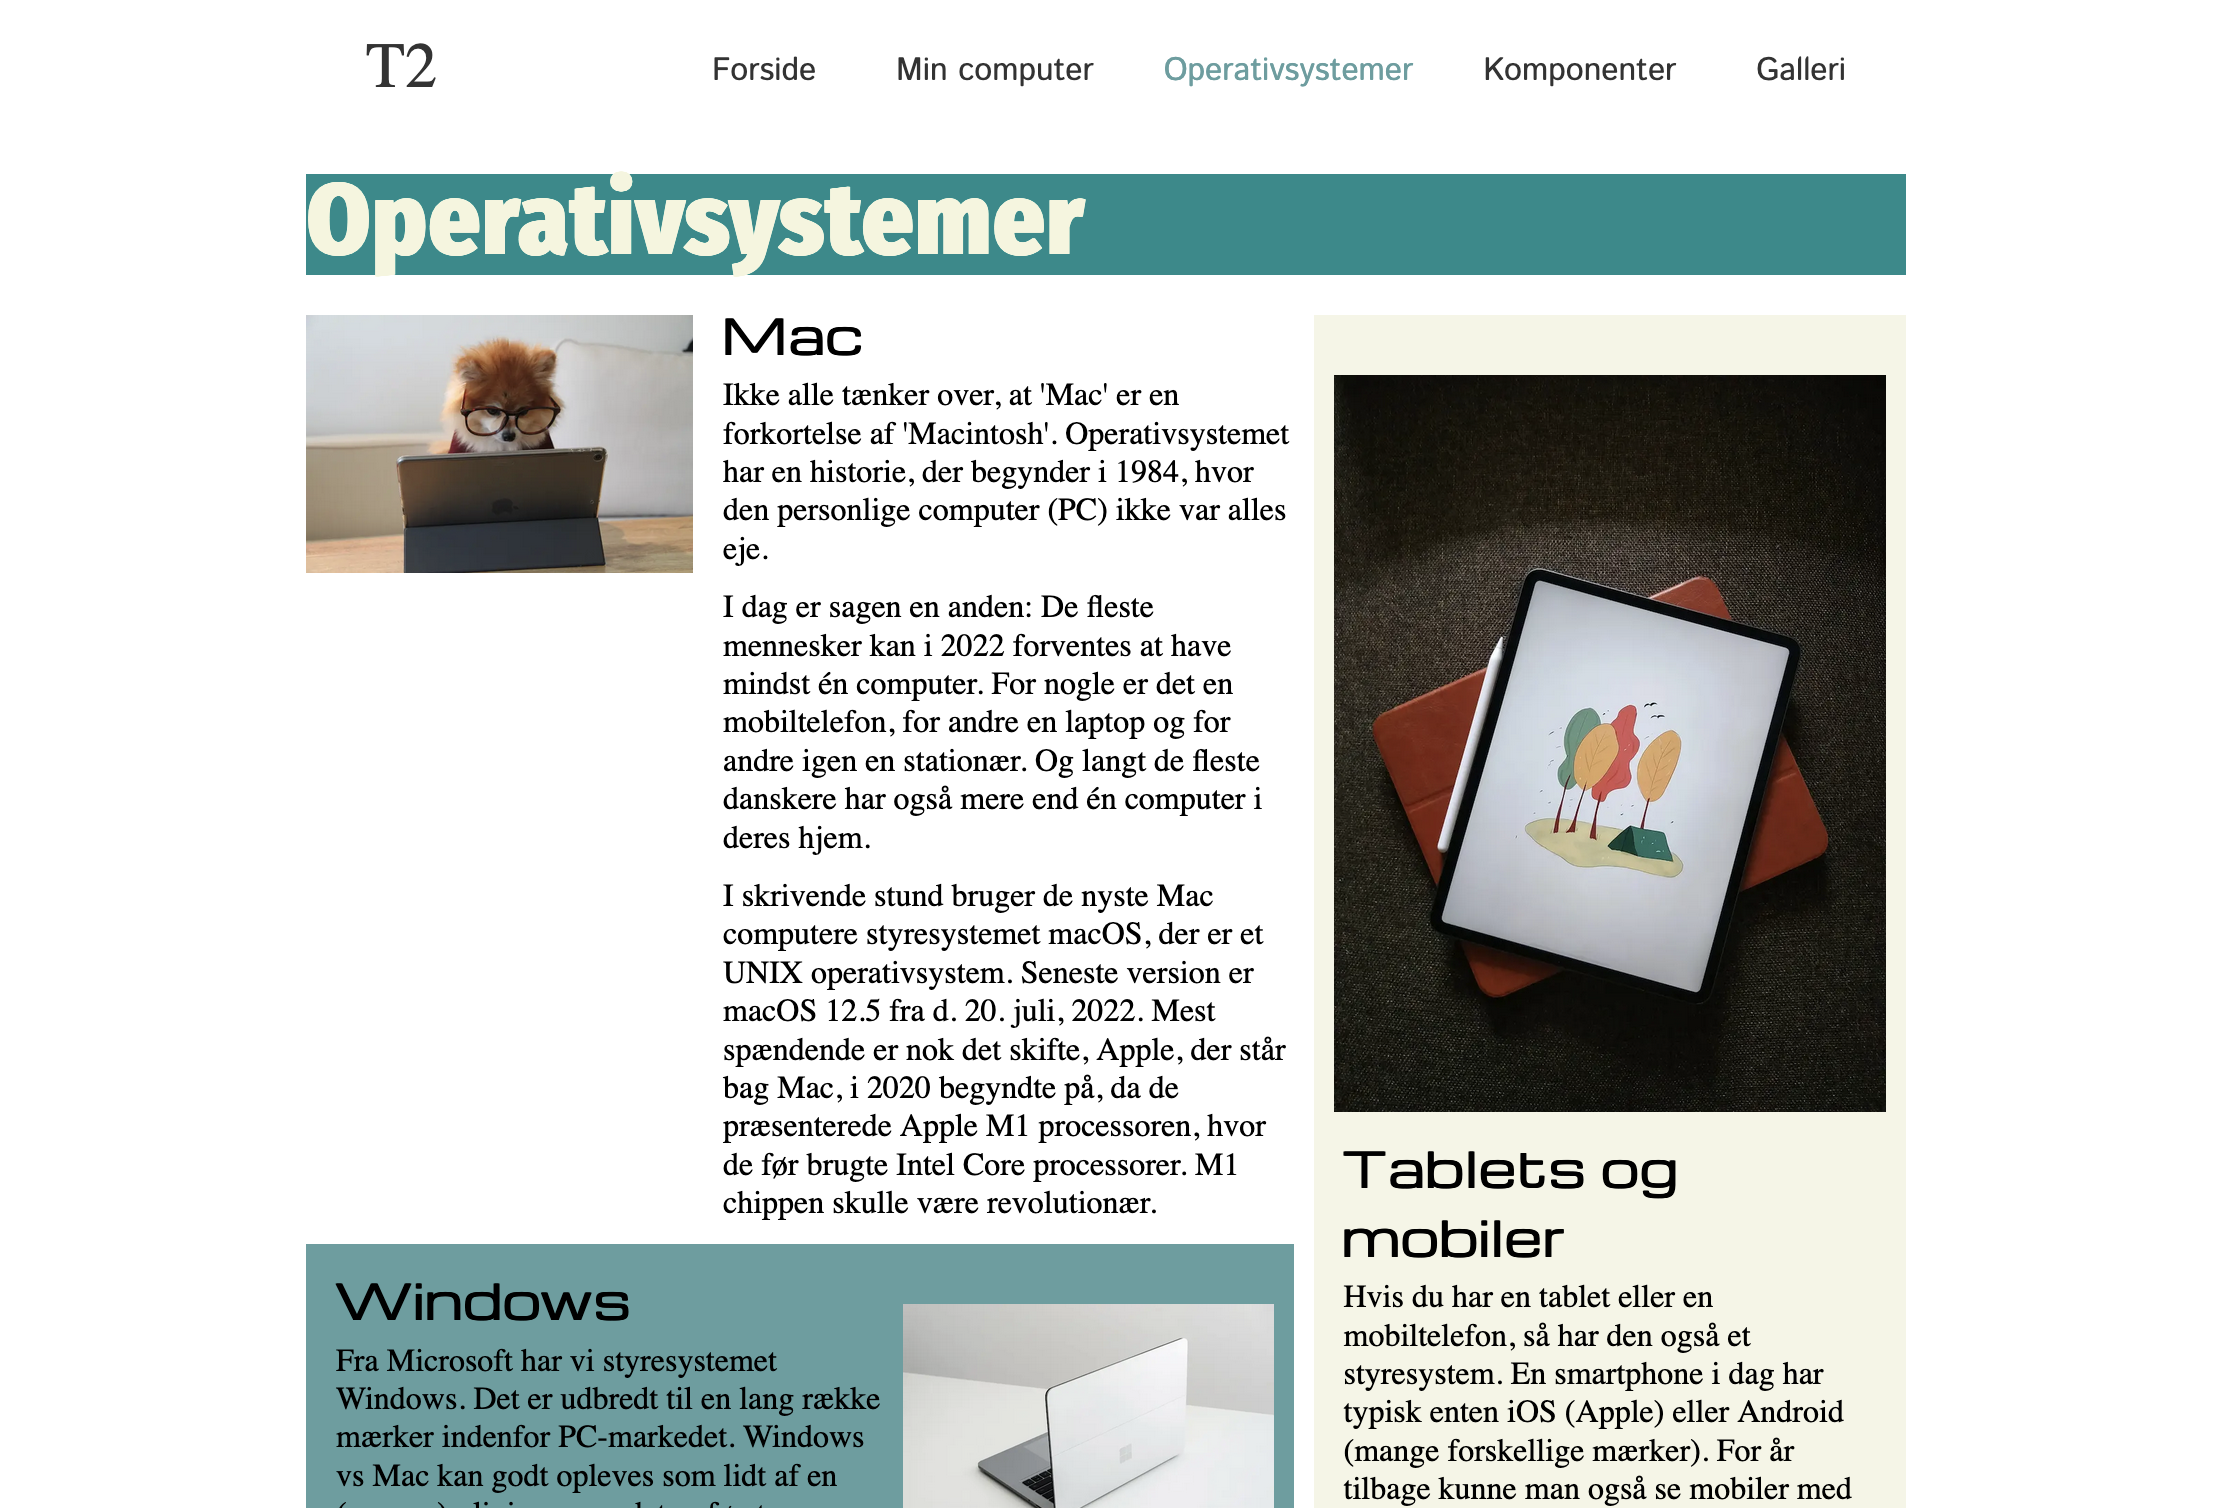 T2
Forside
Min computer
Operativsystemer
Komponenter
Galleri
Operativsystemer
Mac
Ikke alle tænker over, at 'Mac' er en
forkortelse af 'Macintosh'. Operativsystemet
har en historie, der begynder i 1984, hvor
den personlige computer (PC) ikke var alles
eje.
I dag er sagen en anden: De fleste
mennesker kan i 2022 forventes at have
mindst én computer. For nogle er det en
mobiltelefon, for andre en laptop og for
andre igen en stationær. Og langt de fleste
danskere har også mere end én computer i
deres hjem.
I skrivende stund bruger de nyste Mac
computere styresystemet macOS, der er et
UNIX operativsystem. Seneste version er
macOS 12.5 fra d. 20. juli, 2022. Mest
spændende er nok det skifte, Apple, der står
bag Mac, i 2020 begyndte på, da de
præsenterede Apple M1 processoren, hvor
de før brugte Intel Core processorer. M1
chippen skulle være revolutionær.
Windows
Fra Microsoft har vi styresystemet
Windows. Det er udbredt til en lang række
mærker indenfor PC-markedet. Windows
vs Mac kan godt opleves som lidt af en
Tablets og
mobiler
Hvis du har en tablet eller en
mobiltelefon, så har den også et
styresystem. En smartphone i dag har
typisk enten iOS (Apple) eller Android
(mange forskellige mærker). For år
tilbage kunne man også se mobiler med